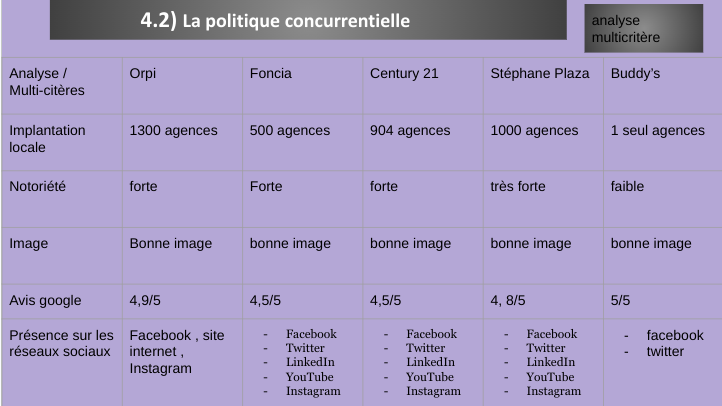 4.2) La politique concurrentielle
analyse
multicritère
Analyse /
Multi-citères
Orpi
Foncia
Century 21
Stéphane Plaza
Buddy's
Implantation
locale
1300 agences
500 agences
904 agences
1000 agences
1 seul agences
Notoriété
forte
Forte
forte
très forte
faible
Image
Bonne image
bonne image
bonne image
bonne image
bonne image
Avis google
4,9/5
4,5/5
4,5/5
4, 8/5
5/5
Présence sur les
réseaux sociaux
Facebook , site
internet ,
Instagram
- Facebook
- Twitter
- LinkedIn
- YouTube
- Instagram
- Facebook
- Twitter
- LinkedIn
- YouTube
- Instagram
- Facebook
- Twitter
- LinkedIn
- YouTube
- Instagram
- facebook
- twitter